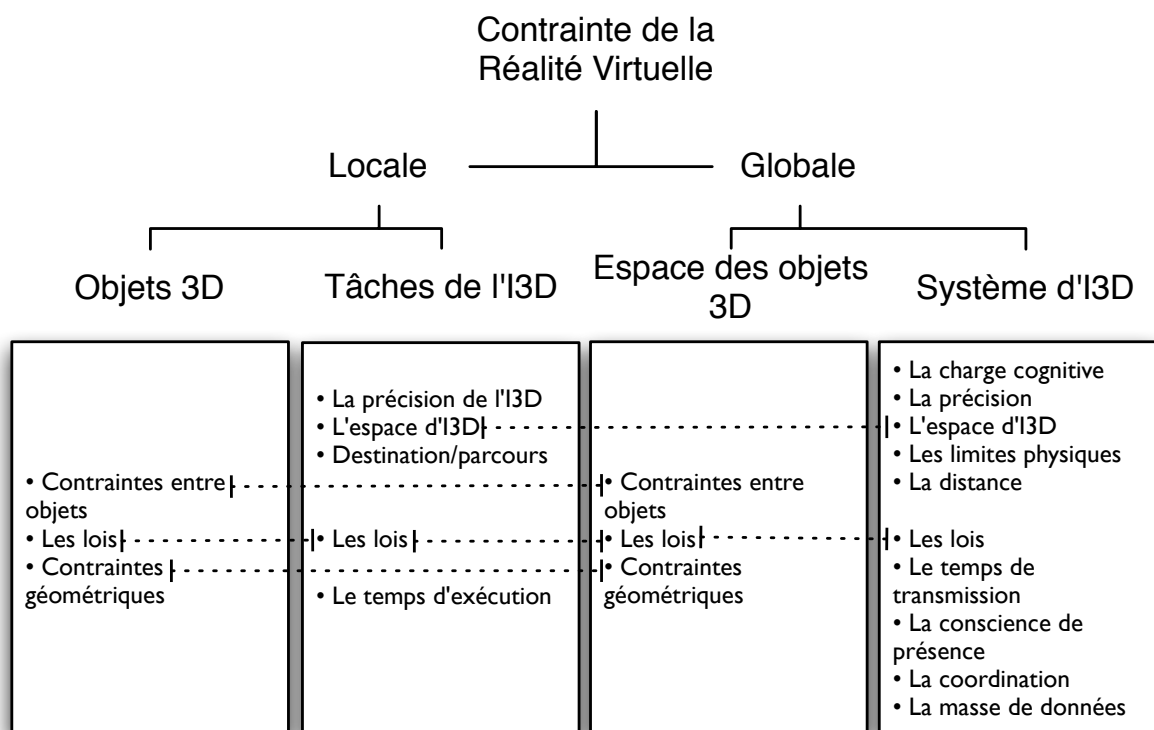 Contrainte de la
Réalité Virtuelle
Locale
Globale
Objets 3D
Tâches de l'I3D
Espace des objets
3D
Système d'I3D
• Contraintes entre
objets
• Les lois
• Contraintes
géométriques
• La précision de l'I3D
• L'espace d'I3D
• Destination/parcours
• Les lois
• Le temps d'exécution
• Contraintes entre
objets
• Les lois
• Contraintes
géométriques
• La charge cognitive
• La précision
• L'espace d'I3D
• Les limites physiques
• La distance
• Les lois
• Le temps de
transmission
• La conscience de
présence
• La coordination
• La masse de données